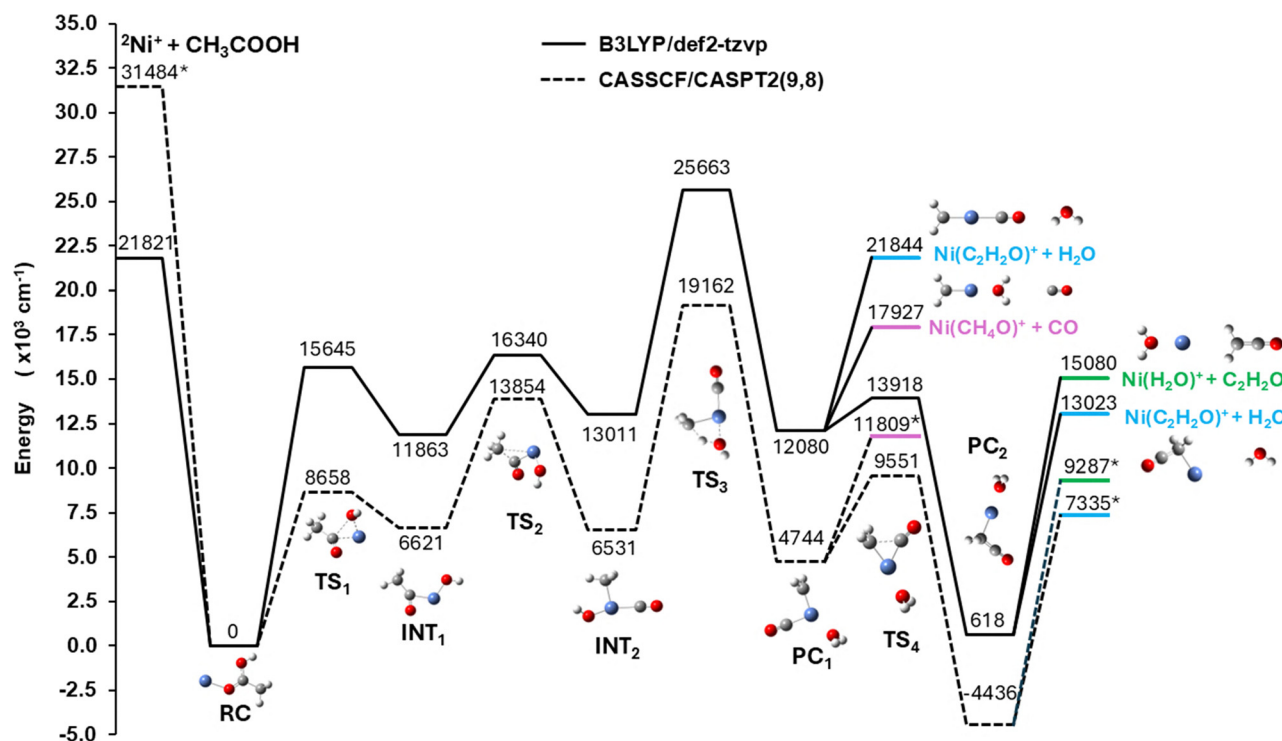 35.0
32.5
30.0
27.5
25.0
22.5
20.0
17.5
15.0
12.5
10.0
7.5
5.0
2.5
0.0
-2.5
-5.0
Energy ( x10³ cm⁻¹)
²Ni⁺ + CH₃COOH
B3LYP/def2-tzvp
CASSCF/CASPT2(9,8)
31484*
21821
0
RC
15645
8658
TS₁
11863
6621
INT₁
16340
13854
TS₂
13011
6531
INT₂
25663
19162
TS₃
12080
4744
PC₁
21844
Ni(C₂H₂O)⁺ + H₂O
17927
Ni(CH₄O)⁺ + CO
13918
11809*
9551
TS₄
PC₂
618
-4436
15080
Ni(H₂O)⁺ + C₂H₂O
13023
Ni(C₂H₂O)⁺ + H₂O
9287*
7335*